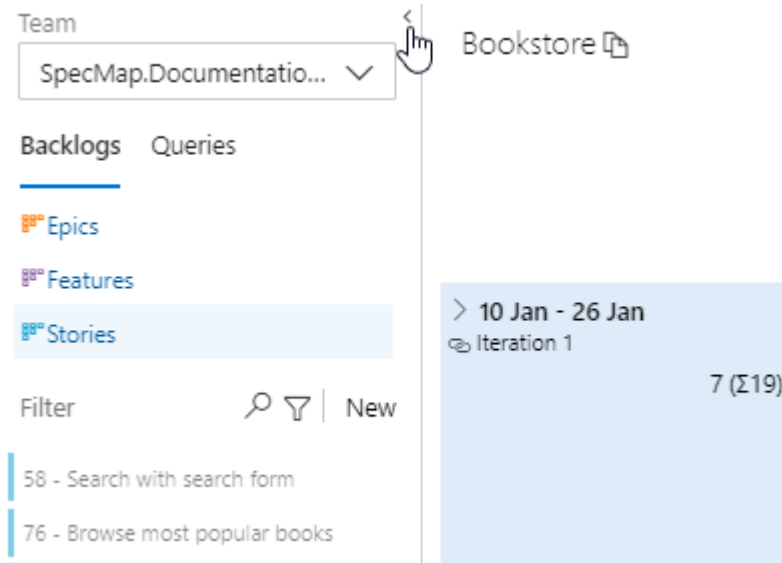 Team
SpecMap.Documentatio...
Backlogs Queries
Epics
Features
Stories
Filter New
58 - Search with search form
76 - Browse most popular books
Bookstore
10 Jan - 26 Jan
Iteration 1
7 (Σ19)